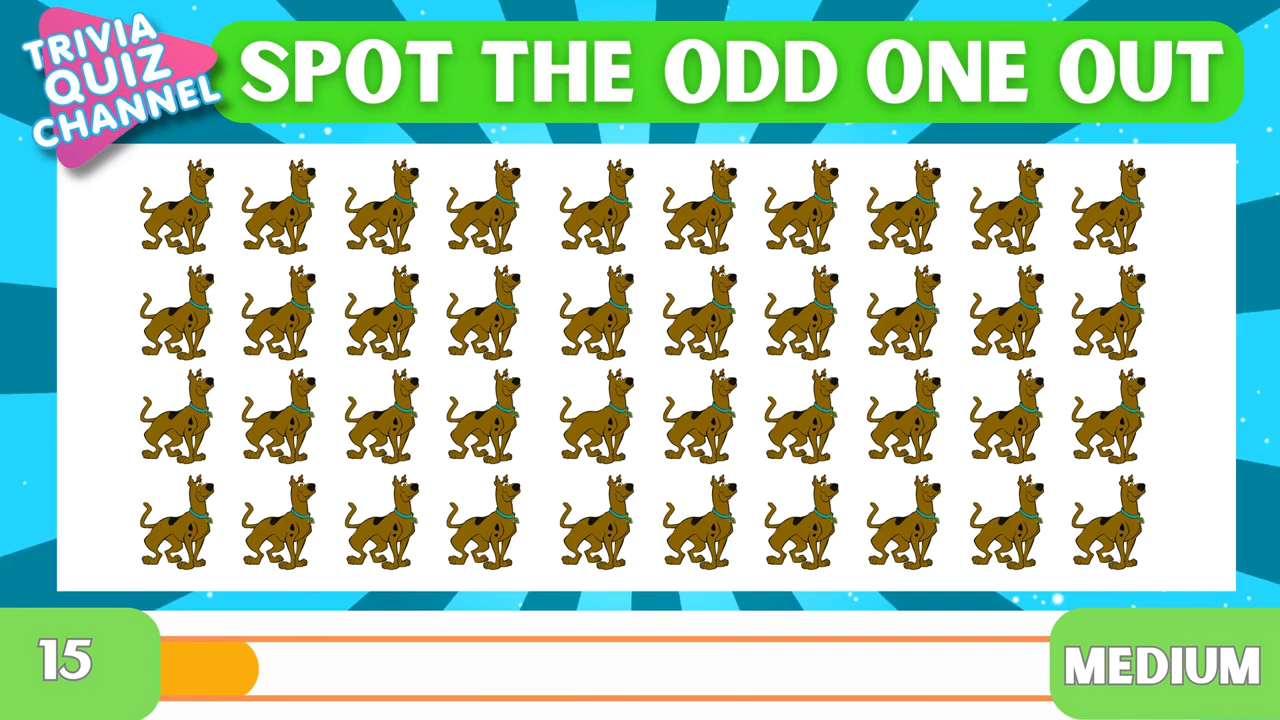 TRIVIA
QUIZ
CHANNEL
SPOT THE ODD ONE OUT
15
MEDIUM